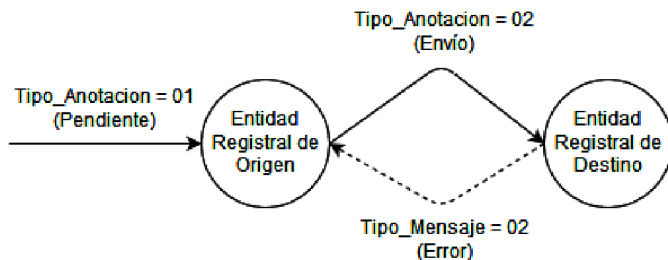 Tipo_Anotacion = 02
(Envío)
Tipo_Anotacion = 01
(Pendiente)
Entidad
Registral de
Origen
Entidad
Registral de
Destino
Tipo_Mensaje = 02
(Error)